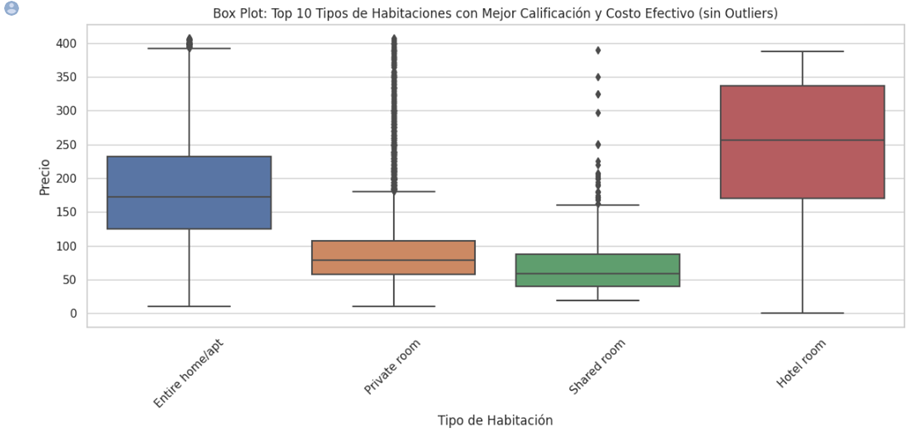 Box Plot: Top 10 Tipos de Habitaciones con Mejor Calificación y Costo Efectivo (sin Outliers)
400
350
300
250
200
150
100
50
0
Precio
Entire home/apt
Private room
Shared room
Hotel room
Tipo de Habitación